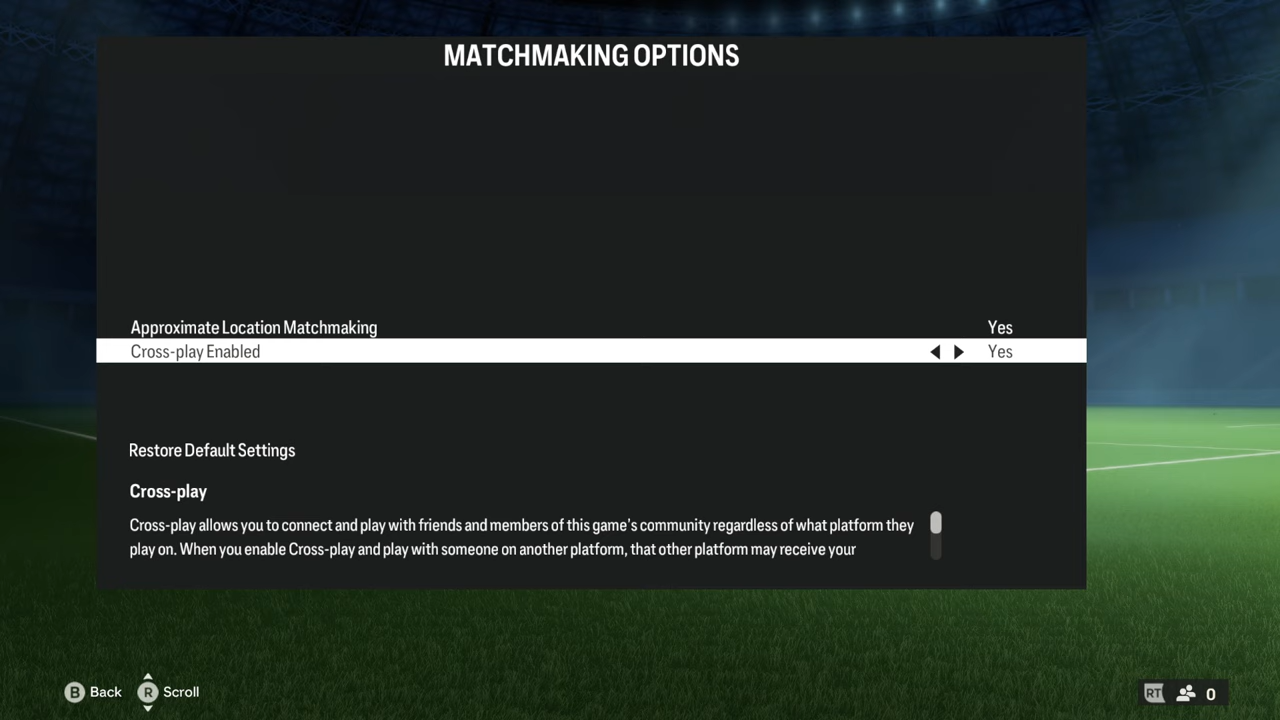 MATCHMAKING OPTIONS
Approximate Location Matchmaking Yes
Cross-play Enabled Yes
Restore Default Settings
Cross-play
Cross-play allows you to connect and play with friends and members of this game's community regardless of what platform they
play on. When you enable Cross-play and play with someone on another platform, that other platform may receive your
B Back R Scroll RT 0